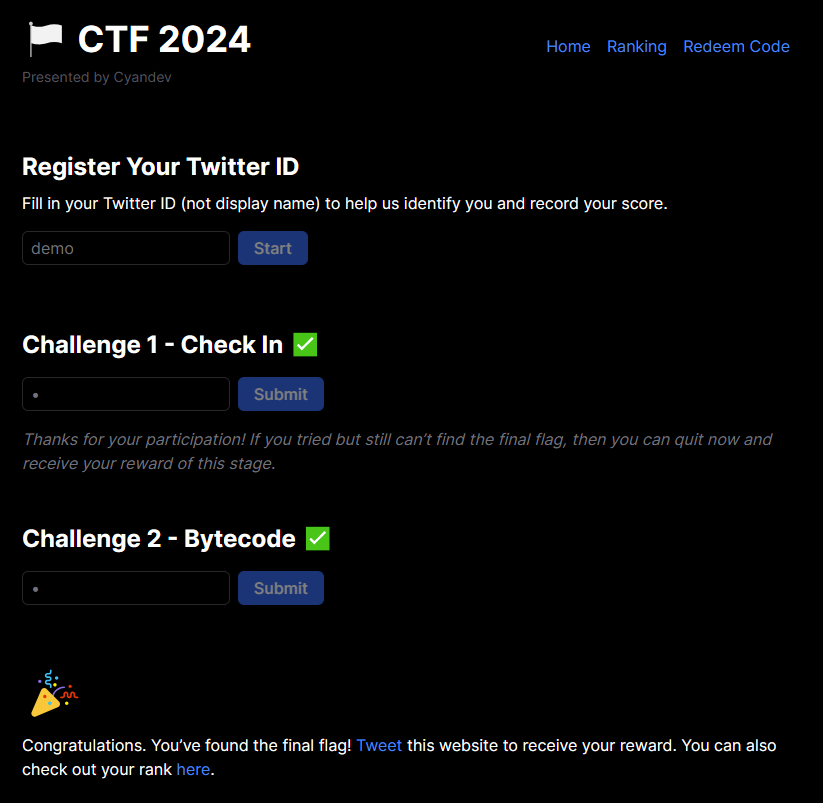 CTF 2024
Home Ranking Redeem Code
Presented by Cyandev
Register Your Twitter ID
Fill in your Twitter ID (not display name) to help us identify you and record your score.
demo Start
Challenge 1 - Check In
• Submit
Thanks for your participation! If you tried but still can’t find the final flag, then you can quit now and
receive your reward of this stage.
Challenge 2 - Bytecode
• Submit
Congratulations. You’ve found the final flag! Tweet this website to receive your reward. You can also
check out your rank here.